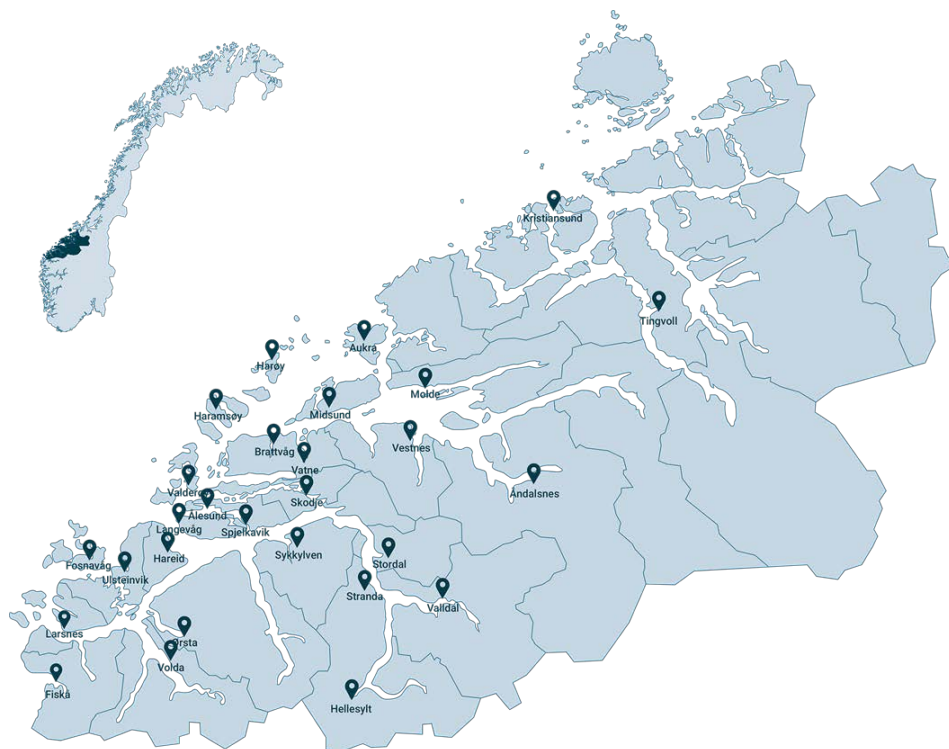 Kristiansund
Tingvoll
Aukra
Harøy
Molde
Midsund
Haramsøy
Vestnes
Brattvåg
Vatne
Åndalsnes
Valderøy
Skodje
Ålesund
Langevåg
Spjelkavik
Hareid
Sykkylven
Fosnavåg
Stordal
Ulsteinvik
Stranda
Valldal
Larsnes
Ørsta
Volda
Fiskå
Hellesylt